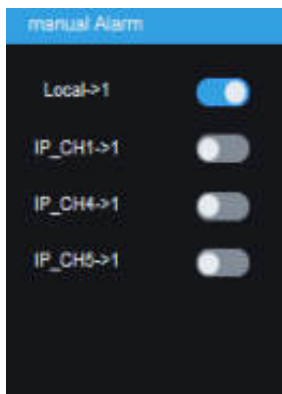 manual Alarm
Local->1
IP_CH1->1
IP_CH4->1
IP_CH5->1